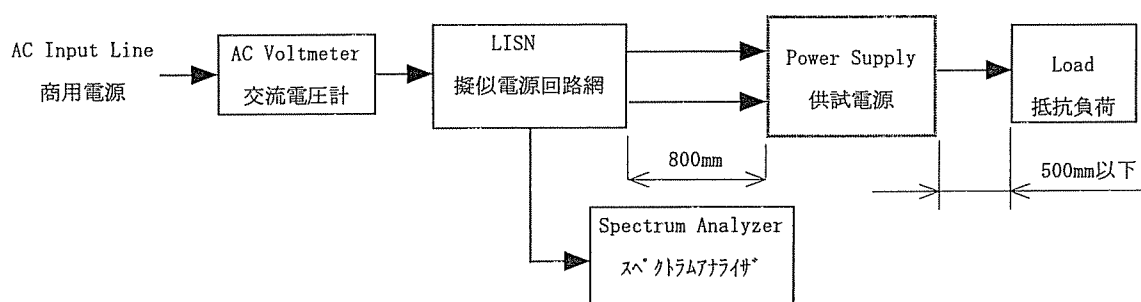 AC Input Line
商用電源
AC Voltmeter
交流電圧計
LISN
擬似電源回路網
Power Supply
供試電源
Load
抵抗負荷
800mm
500mm以下
Spectrum Analyzer
ｽﾍﾟｸﾄﾗﾑｱﾅﾗｲｻﾞ